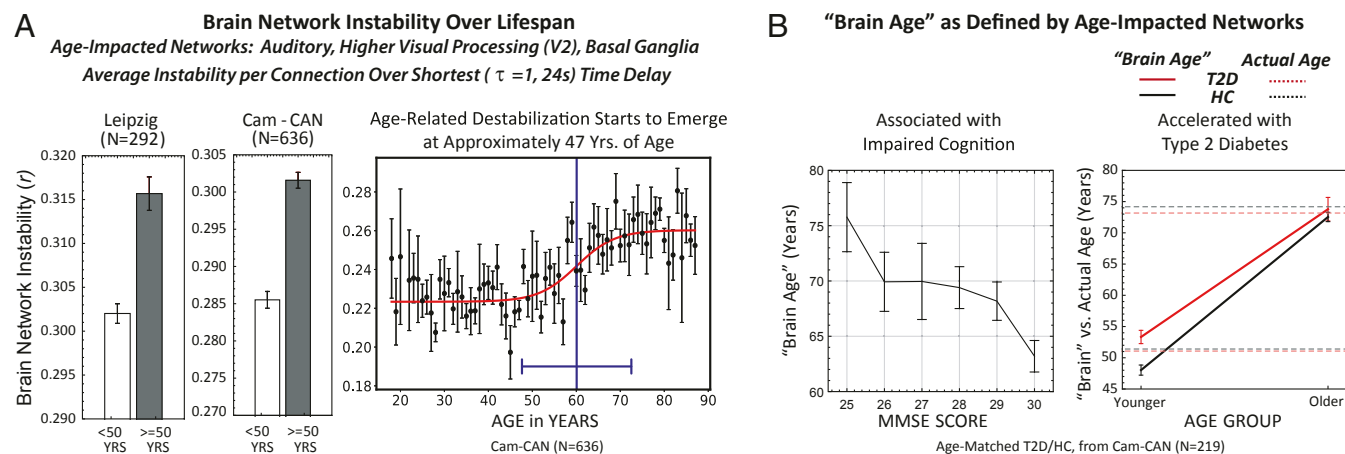 A
Brain Network Instability Over Lifespan
Age-Impacted Networks: Auditory, Higher Visual Processing (V2), Basal Ganglia
Average Instability per Connection Over Shortest ( τ =1, 24s) Time Delay
Leipzig
(N=292)
Cam - CAN
(N=636)
Age-Related Destabilization Starts to Emerge
at Approximately 47 Yrs. of Age
Brain Network Instability (r)
0.320
0.315
0.310
0.305
0.300
0.295
0.290
<50
YRS
>=50
YRS
0.305
0.300
0.295
0.290
0.285
0.280
0.275
0.270
<50
YRS
>=50
YRS
0.26
0.24
0.22
0.20
0.18
20 30 40 50 60 70 80 90
AGE in YEARS
Cam-CAN (N=636)
B
“Brain Age” as Defined by Age-Impacted Networks
“Brain Age” Actual Age
T2D
HC
Associated with
Impaired Cognition
“Brain Age” (Years)
80
75
70
65
60
25 26 27 28 29 30
MMSE SCORE
Accelerated with
Type 2 Diabetes
“Brain” vs. Actual Age (Years)
80
75
70
65
60
55
50
45
Younger Older
AGE GROUP
Age-Matched T2D/HC, from Cam-CAN (N=219)